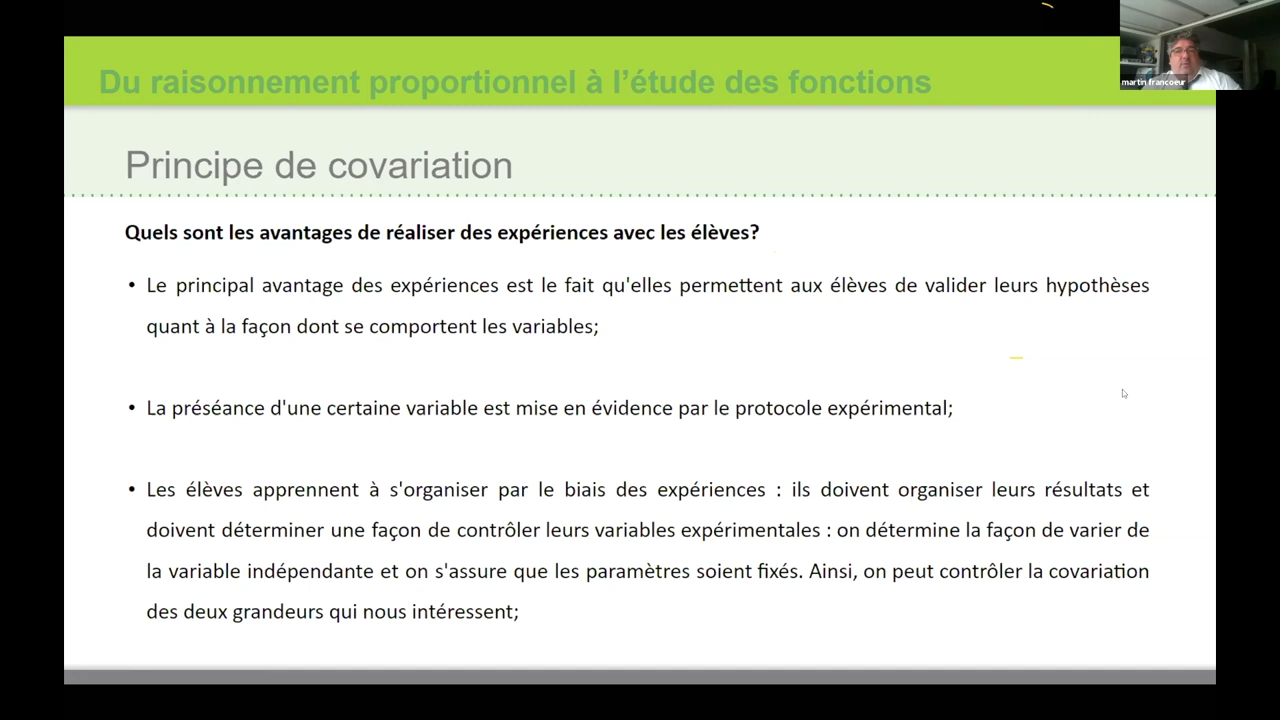 Du raisonnement proportionnel à l'étude des fonctions
martin francoeur
Principe de covariation
Quels sont les avantages de réaliser des expériences avec les élèves?
• Le principal avantage des expériences est le fait qu'elles permettent aux élèves de valider leurs hypothèses
quant à la façon dont se comportent les variables;
• La préséance d'une certaine variable est mise en évidence par le protocole expérimental;
• Les élèves apprennent à s'organiser par le biais des expériences : ils doivent organiser leurs résultats et
doivent déterminer une façon de contrôler leurs variables expérimentales : on détermine la façon de varier de
la variable indépendante et on s'assure que les paramètres soient fixés. Ainsi, on peut contrôler la covariation
des deux grandeurs qui nous intéressent;